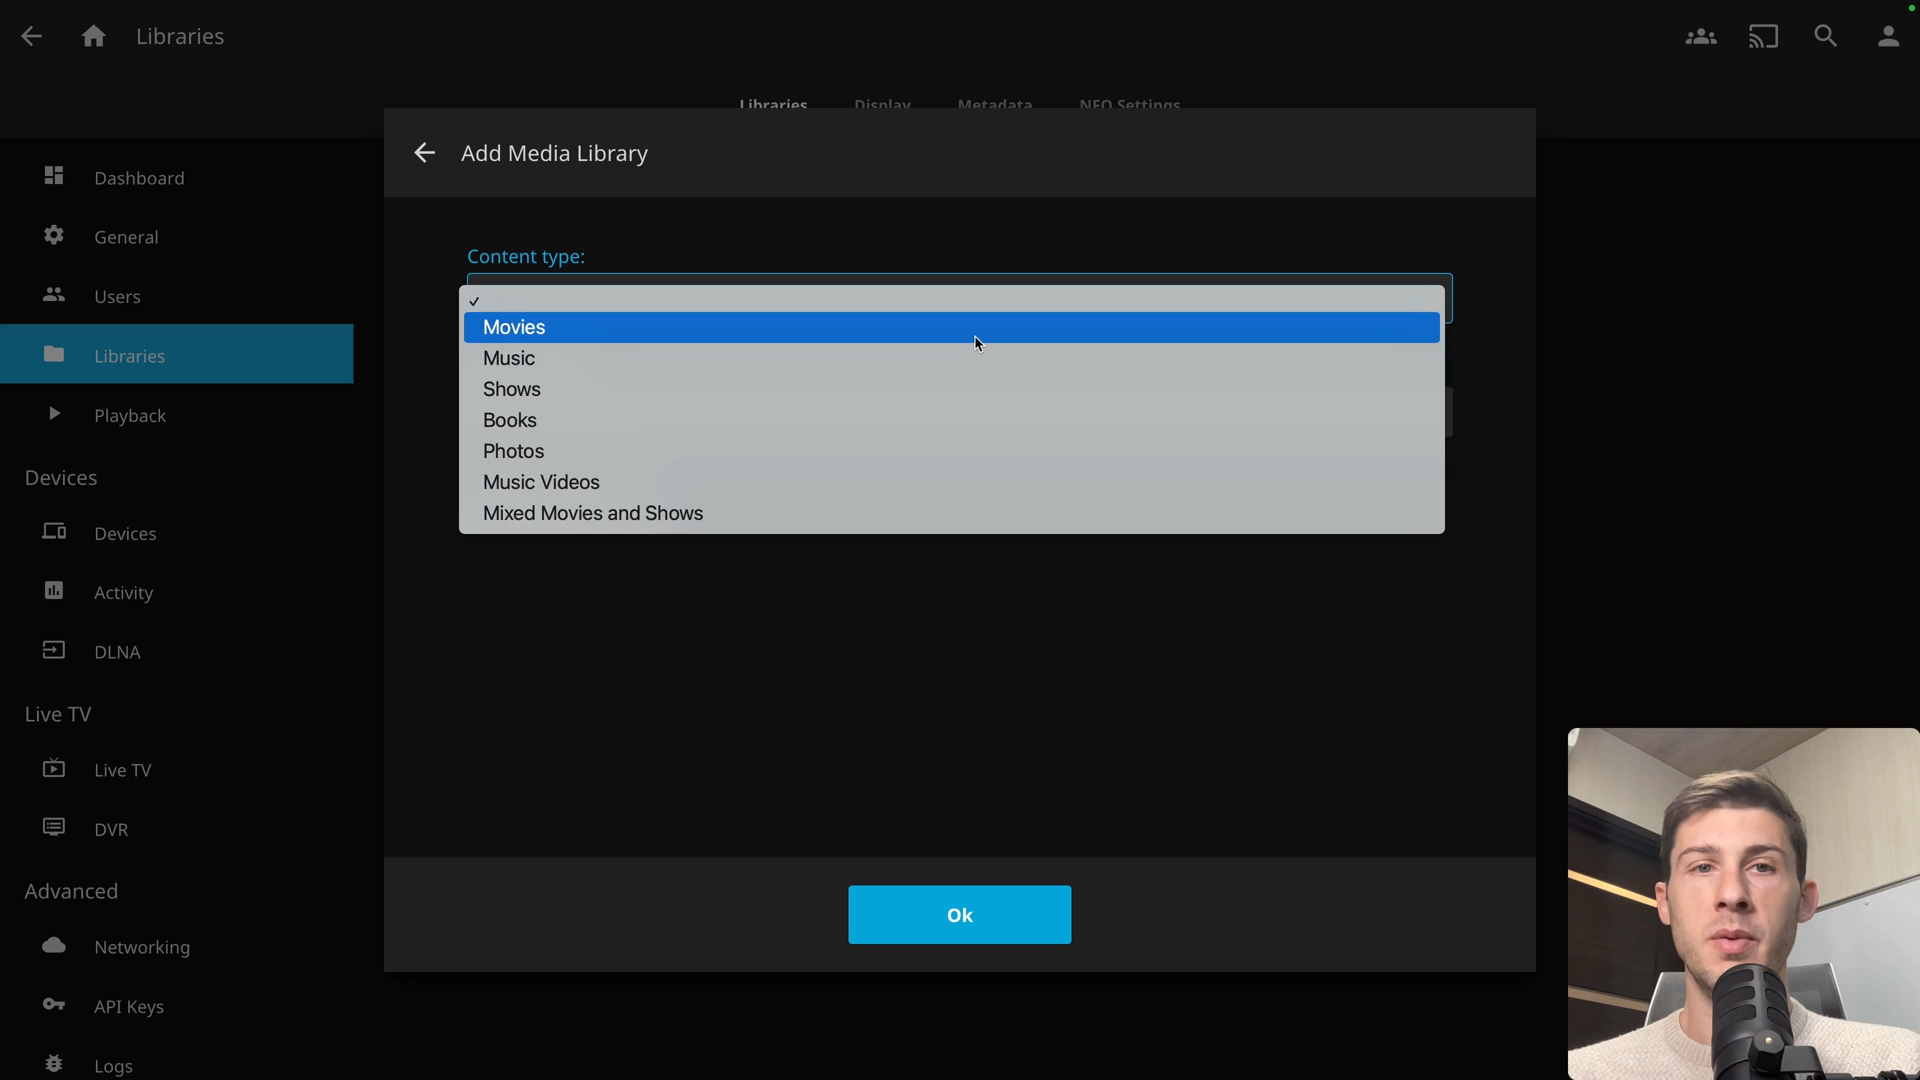 Libraries
Libraries Display Metadata NFO Settings
Dashboard
General
Users
Libraries
Playback
Devices
Devices
Activity
DLNA
Live TV
Live TV
DVR
Advanced
Networking
API Keys
Logs
Add Media Library
Content type:
Movies
Music
Shows
Books
Photos
Music Videos
Mixed Movies and Shows
Ok